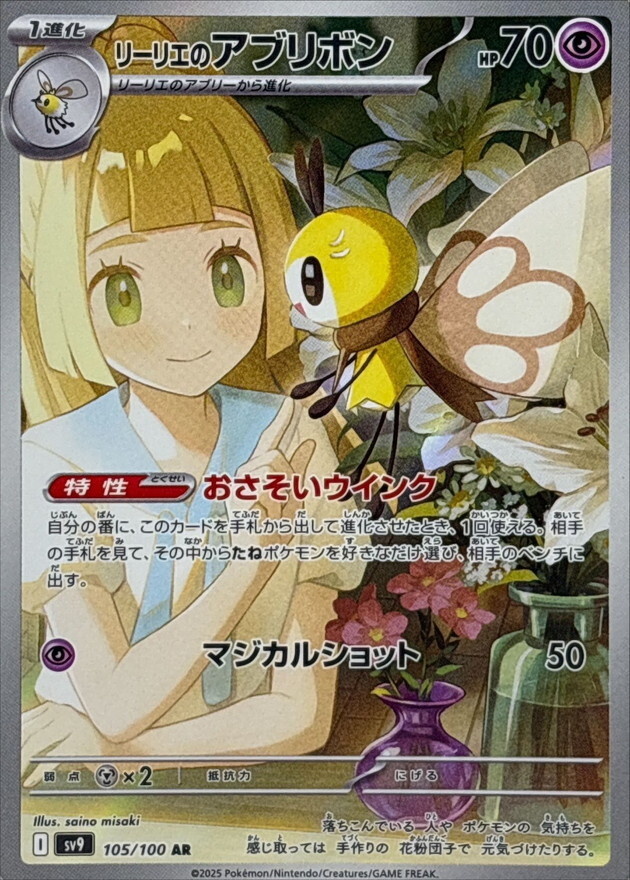 1進化
リーリエのアブリボン
HP70
リーリエのアブリーから進化
特性 とくせい おさそいウインク
自分の番に、このカードを手札から出して進化させたとき、1回使える。相手
の手札を見て、その中からたねポケモンを好きなだけ選び、相手のベンチに
出す。
マジカルショット 50
弱点 ×2 抵抗力 にげる
Illus. saino misaki
I sv9 105/100 AR
落ちこんでいる 人や ポケモンの 気持ちを
感じ取っては 手作りの 花粉団子で 元気づけたりする。
©2025 Pokémon/Nintendo/Creatures/GAME FREAK.